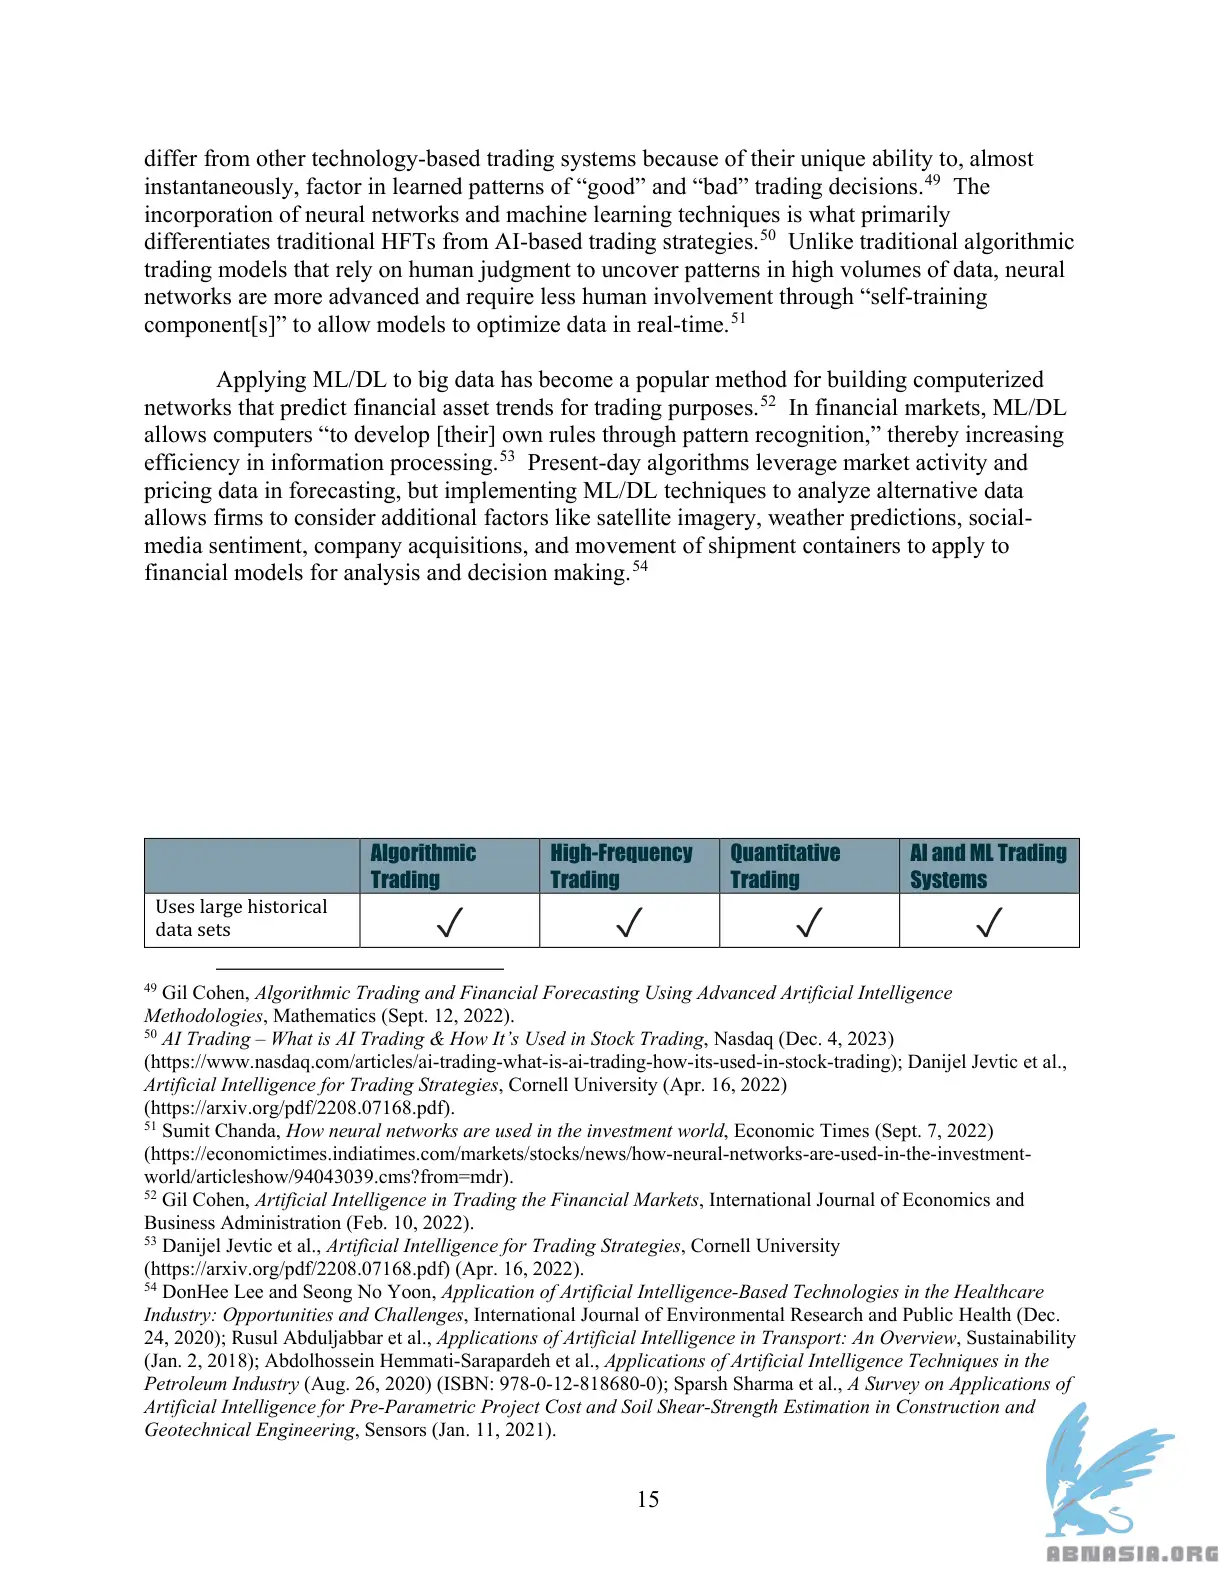 differ from other technology-based trading systems because of their unique ability to, almost
instantaneously, factor in learned patterns of “good” and “bad” trading decisions.49  The
incorporation of neural networks and machine learning techniques is what primarily
differentiates traditional HFTs from AI-based trading strategies.50  Unlike traditional algorithmic
trading models that rely on human judgment to uncover patterns in high volumes of data, neural
networks are more advanced and require less human involvement through “self-training
component[s]” to allow models to optimize data in real-time.51
Applying ML/DL to big data has become a popular method for building computerized
networks that predict financial asset trends for trading purposes.52  In financial markets, ML/DL
allows computers “to develop [their] own rules through pattern recognition,” thereby increasing
efficiency in information processing.53  Present-day algorithms leverage market activity and
pricing data in forecasting, but implementing ML/DL techniques to analyze alternative data
allows firms to consider additional factors like satellite imagery, weather predictions, social-
media sentiment, company acquisitions, and movement of shipment containers to apply to
financial models for analysis and decision making.54
Algorithmic Trading High-Frequency Trading Quantitative Trading AI and ML Trading Systems
Uses large historical data sets ✓ ✓ ✓ ✓
49 Gil Cohen, Algorithmic Trading and Financial Forecasting Using Advanced Artificial Intelligence
Methodologies, Mathematics (Sept. 12, 2022).
50 AI Trading – What is AI Trading & How It’s Used in Stock Trading, Nasdaq (Dec. 4, 2023)
(https://www.nasdaq.com/articles/ai-trading-what-is-ai-trading-how-its-used-in-stock-trading); Danijel Jevtic et al.,
Artificial Intelligence for Trading Strategies, Cornell University (Apr. 16, 2022)
(https://arxiv.org/pdf/2208.07168.pdf).
51 Sumit Chanda, How neural networks are used in the investment world, Economic Times (Sept. 7, 2022)
(https://economictimes.indiatimes.com/markets/stocks/news/how-neural-networks-are-used-in-the-investment-
world/articleshow/94043039.cms?from=mdr).
52 Gil Cohen, Artificial Intelligence in Trading the Financial Markets, International Journal of Economics and
Business Administration (Feb. 10, 2022).
53 Danijel Jevtic et al., Artificial Intelligence for Trading Strategies, Cornell University
(https://arxiv.org/pdf/2208.07168.pdf) (Apr. 16, 2022).
54 DonHee Lee and Seong No Yoon, Application of Artificial Intelligence-Based Technologies in the Healthcare
Industry: Opportunities and Challenges, International Journal of Environmental Research and Public Health (Dec.
24, 2020); Rusul Abduljabbar et al., Applications of Artificial Intelligence in Transport: An Overview, Sustainability
(Jan. 2, 2018); Abdolhossein Hemmati-Sarapardeh et al., Applications of Artificial Intelligence Techniques in the
Petroleum Industry (Aug. 26, 2020) (ISBN: 978-0-12-818680-0); Sparsh Sharma et al., A Survey on Applications of
Artificial Intelligence for Pre-Parametric Project Cost and Soil Shear-Strength Estimation in Construction and
Geotechnical Engineering, Sensors (Jan. 11, 2021).
15
ABNASIA.ORG